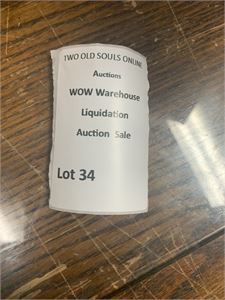 TWO OLD SOULS ONLINE
Auctions
WOW Warehouse
Liquidation
Auction Sale
Lot 34